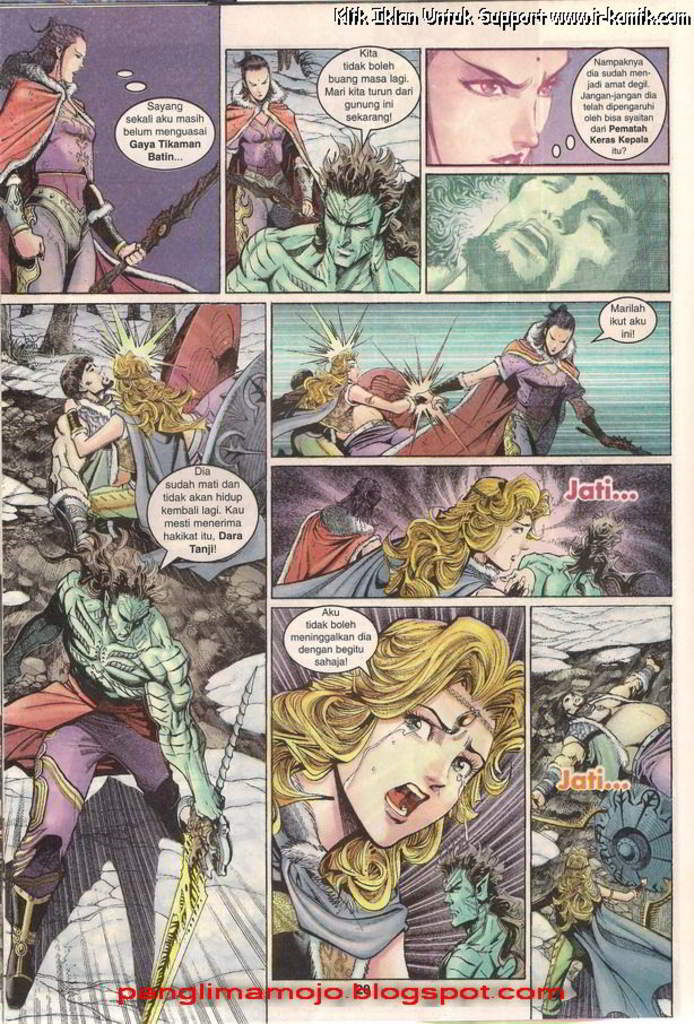 Klik Iklan Untuk Support www.i-komik.com
Sayang
sekali aku masih
belum menguasai
Gaya Tikaman
Batin...
Kita
tidak boleh
buang masa lagi.
Mari kita turun dari
gunung ini
sekarang!
Nampaknya
dia sudah men-
jadi amat degil.
Jangan-jangan dia
telah dipengaruhi
oleh bisa syaitan
dari Pematah
Keras Kepala
itu?
Dia
sudah mati dan
tidak akan hidup
kembali lagi. Kau
mesti menerima
hakikat itu, Dara
Tanji!
Marilah
ikut aku
ini!
Jati...
Aku
tidak boleh
meninggalkan dia
dengan begitu
sahaja!
Jati...
20
panglimamojo.blogspot.com